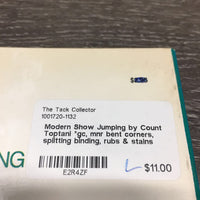 The Tack Collector
1001720-1132
Modern Show Jumping by Count
Toptani *gc, mnr bent corners,
splitting binding, rubs & stains
NG
E2R4ZF
$11.00